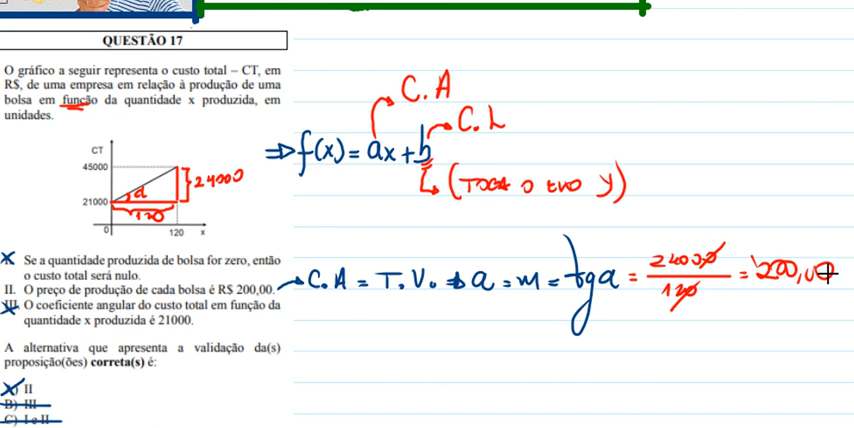 QUESTÃO 17
O gráfico a seguir representa o custo total – CT, em
R$, de uma empresa em relação à produção de uma
bolsa em função da quantidade x produzida, em
unidades.
CT
45000
21000
0
120
x
α
120
24000
C.A
C.L
⇒ f(x) = ax + b
(TOCA O EIXO Y)
Se a quantidade produzida de bolsa for zero, então
o custo total será nulo.
II. O preço de produção de cada bolsa é R$ 200,00.
C.A = T.V. ⇒ a = m = tgα = 24000/120 = 200,00
III. O coeficiente angular do custo total em função da
quantidade x produzida é 21000.
A alternativa que apresenta a validação da(s)
proposição(ões) correta(s) é:
II
B) III
C) I e II